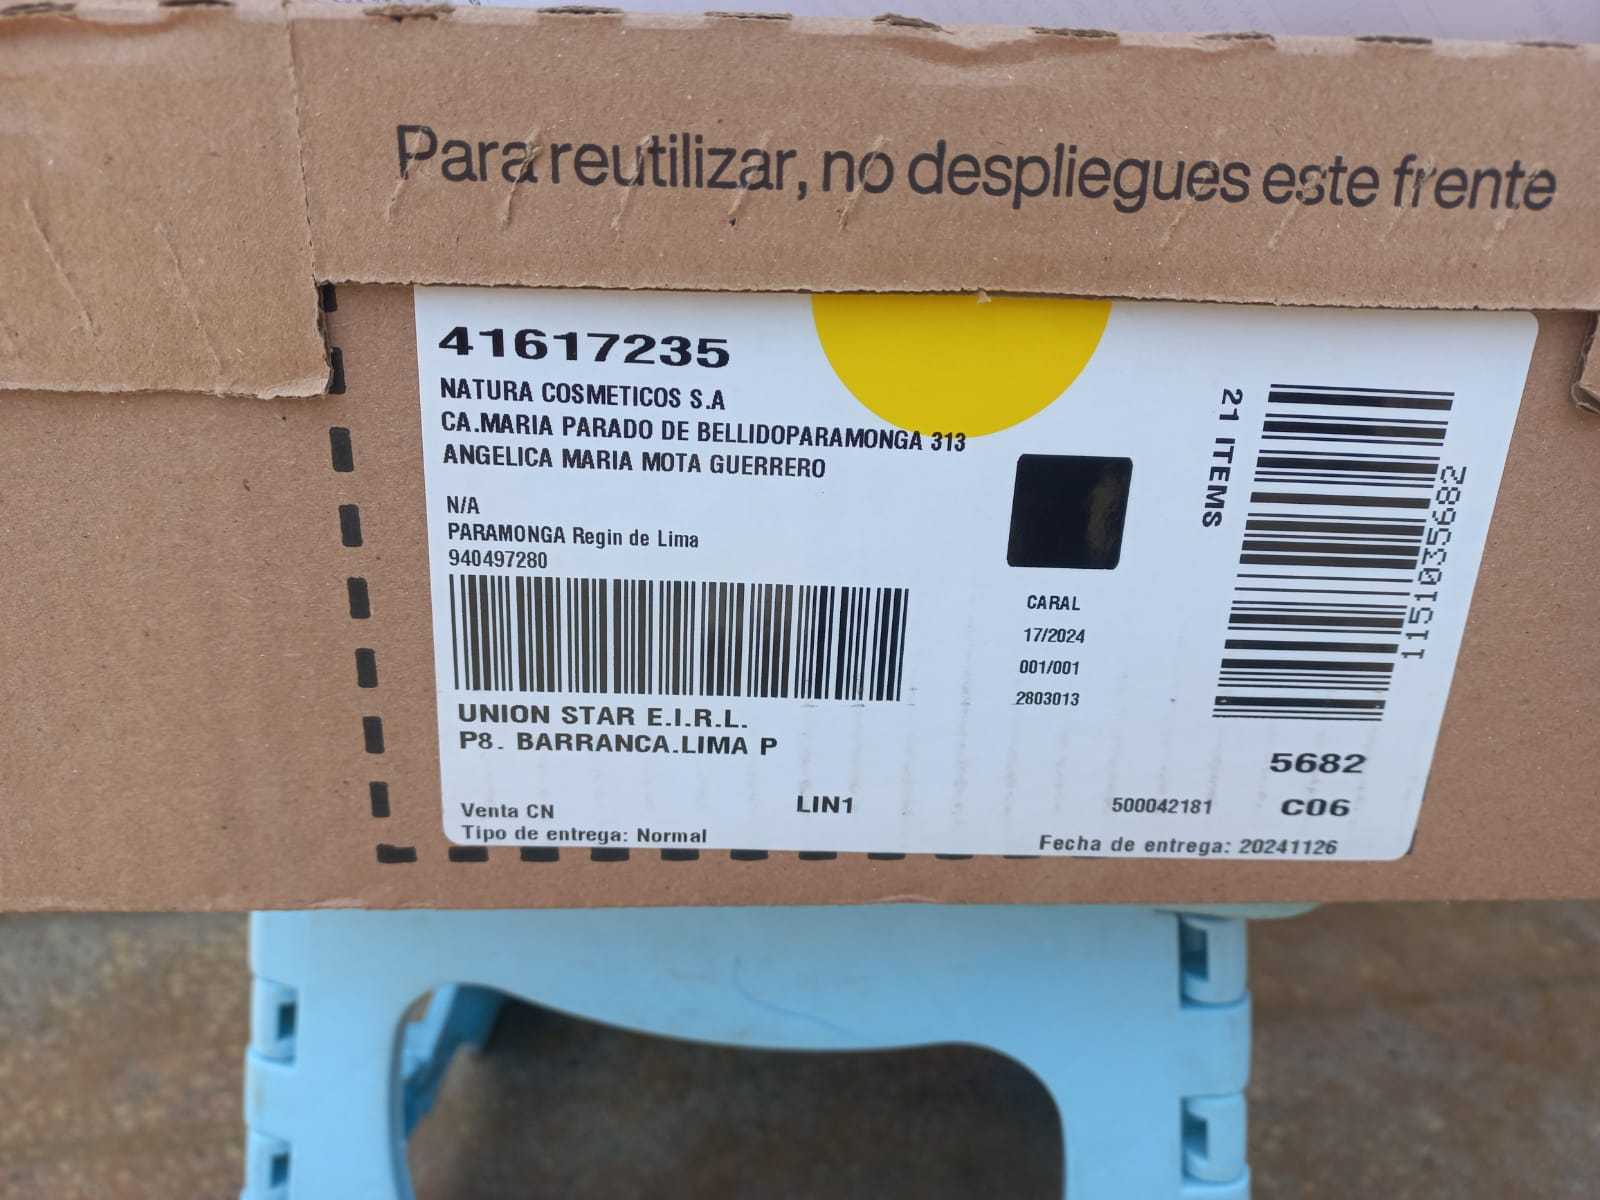 Para reutilizar, no despliegues este frente
41617235
NATURA COSMETICOS S.A
CA.MARIA PARADO DE BELLIDOPARAMONGA 313
ANGELICA MARIA MOTA GUERRERO
N/A
PARAMONGA Regin de Lima
940497280
21 ITEMS
1151035682
CARAL
17/2024
001/001
2803013
UNION STAR E.I.R.L.
P8. BARRANCA.LIMA P
5682
Venta CN
LIN1
500042181
C06
Tipo de entrega: Normal
Fecha de entrega: 20241126